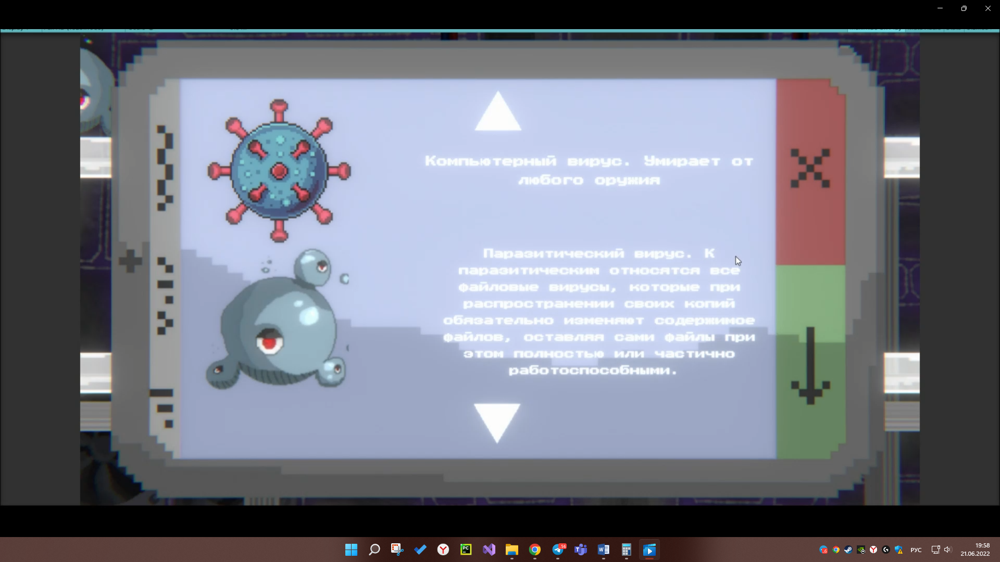 Компьютерный вирус. Умирает от
любого оружия
Паразитический вирус. К
паразитическим относятся все
файловые вирусы, которые при
распространении своих копий
обязательно изменяют содержимое
файлов, оставляя сами файлы при
этом полностью или частично
работоспособными.
56
PC
РУС
19:58
21.06.2022